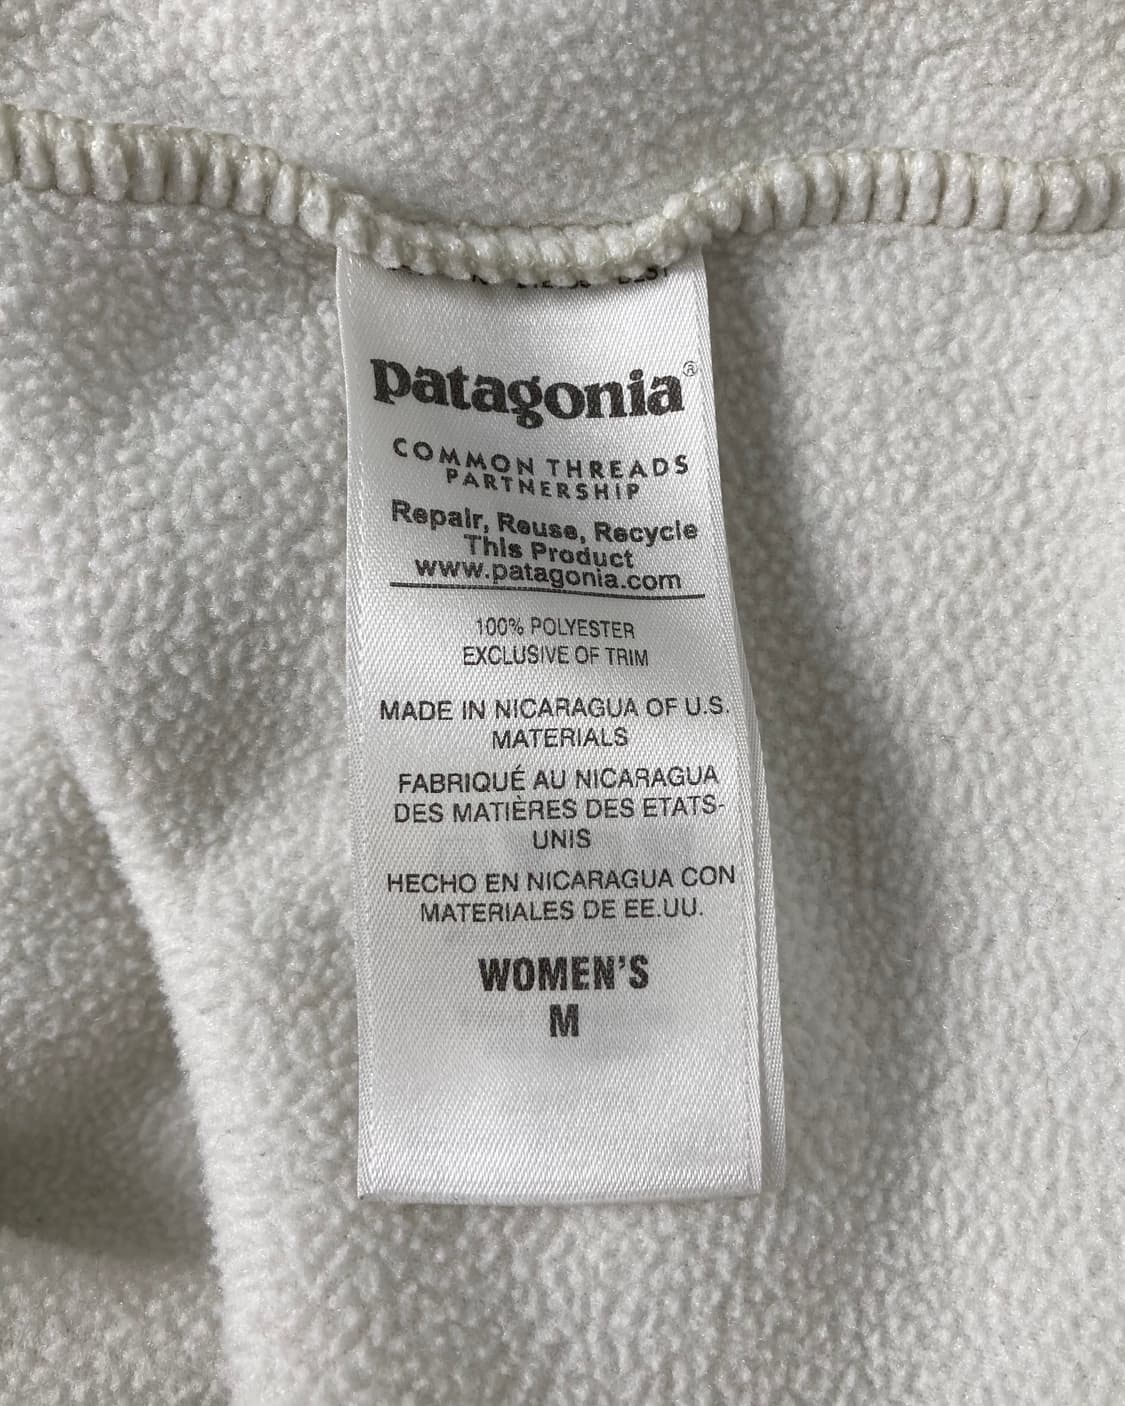 patagonia®
COMMON THREADS
PARTNERSHIP
Repair, Reuse, Recycle
This Product
www.patagonia.com
100% POLYESTER
EXCLUSIVE OF TRIM
MADE IN NICARAGUA OF U.S.
MATERIALS
FABRIQUÉ AU NICARAGUA
DES MATIÈRES DES ETATS-
UNIS
HECHO EN NICARAGUA CON
MATERIALES DE EE.UU.
WOMEN'S
M